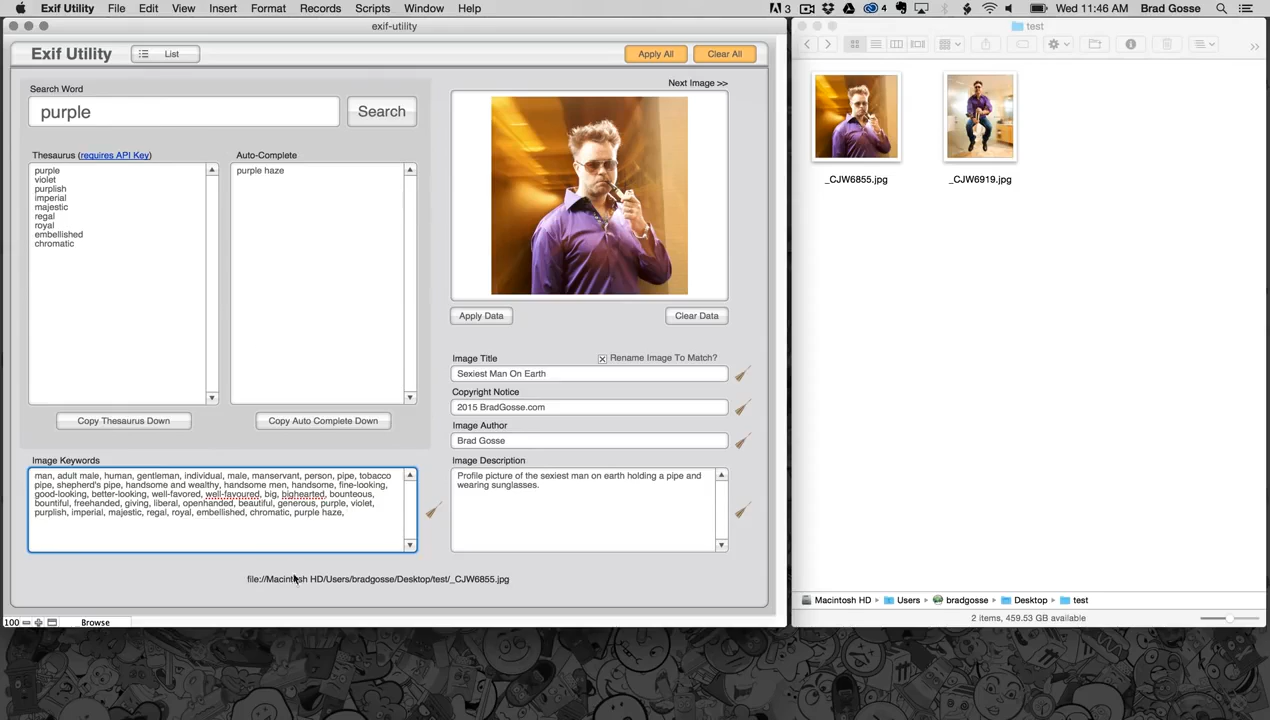 Exif Utility File Edit View Insert Format Records Scripts Window Help
3 4 Wed 11:46 AM Brad Gosse
exif-utility
Exif Utility
List
Apply All
Clear All
Search Word
purple
Search
Thesaurus (requires API Key)
purple
violet
purplish
imperial
majestic
regal
royal
embellished
chromatic
Auto-Complete
purple haze
Copy Thesaurus Down
Copy Auto Complete Down
Image Keywords
man, adult male, human, gentleman, individual, male, manservant, person, pipe, tobacco
pipe, shepherd's pipe, handsome and wealthy, handsome men, handsome, fine-looking,
good-looking, better-looking, well-favored, well-favoured, big, bighearted, bounteous,
bountiful, freehanded, giving, liberal, openhanded, beautiful, generous, purple, violet,
purplish, imperial, majestic, regal, royal, embellished, chromatic, purple haze,
Next Image >>
Apply Data
Clear Data
Image Title
Rename Image To Match?
Sexiest Man On Earth
Copyright Notice
2015 BradGosse.com
Image Author
Brad Gosse
Image Description
Profile picture of the sexiest man on earth holding a pipe and
wearing sunglasses.
file://Macintosh HD/Users/bradgosse/Desktop/test/_CJW6855.jpg
100
Browse
test
_CJW6855.jpg
_CJW6919.jpg
Macintosh HD Users bradgosse Desktop test
2 items, 459.53 GB available